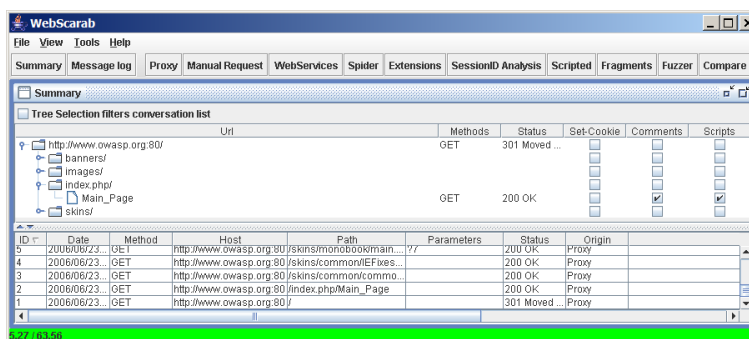 WebScarab
File View Tools Help
Summary Message log Proxy Manual Request WebServices Spider Extensions SessionID Analysis Scripted Fragments Fuzzer Compare
Summary
Tree Selection filters conversation list
Url Methods Status Set-Cookie Comments Scripts
http://www.owasp.org:80/ GET 301 Moved ...
banners/
images/
index.php/
Main_Page GET 200 OK
skins/
ID Date Method Host Path Parameters Status Origin
5 2006/06/23... GET http://www.owasp.org:80 /skins/monobook/main.... ?7 200 OK Proxy
4 2006/06/23... GET http://www.owasp.org:80 /skins/common/IEFixes... 200 OK Proxy
3 2006/06/23... GET http://www.owasp.org:80 /skins/common/commo... 200 OK Proxy
2 2006/06/23... GET http://www.owasp.org:80 /index.php/Main_Page 200 OK Proxy
1 2006/06/23... GET http://www.owasp.org:80 / 301 Moved ... Proxy
5.27 / 63.56